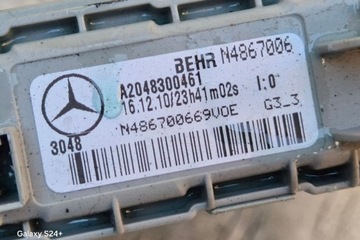 BEHR N4867006
A2048300461
16.12.10/23h41m02s I:0
N486700669VOE G3_3
3048
Galaxy S24+